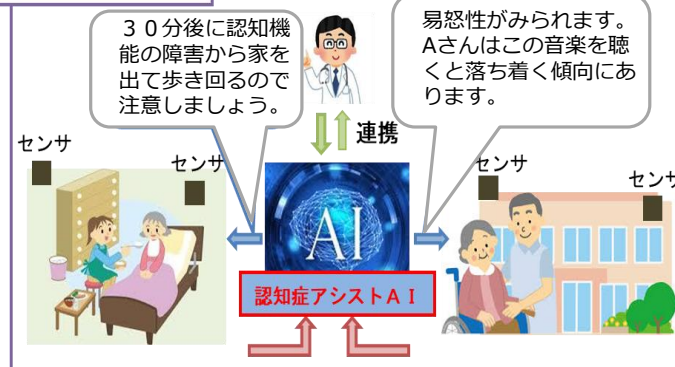 ３０分後に認知機
能の障害から家を
出て歩き回るので
注意しましょう。
易怒性がみられます。
Aさんはこの音楽を聴
くと落ち着く傾向にあ
ります。
連携
センサ
センサ
センサ
センサ
AI
認知症アシストＡＩ